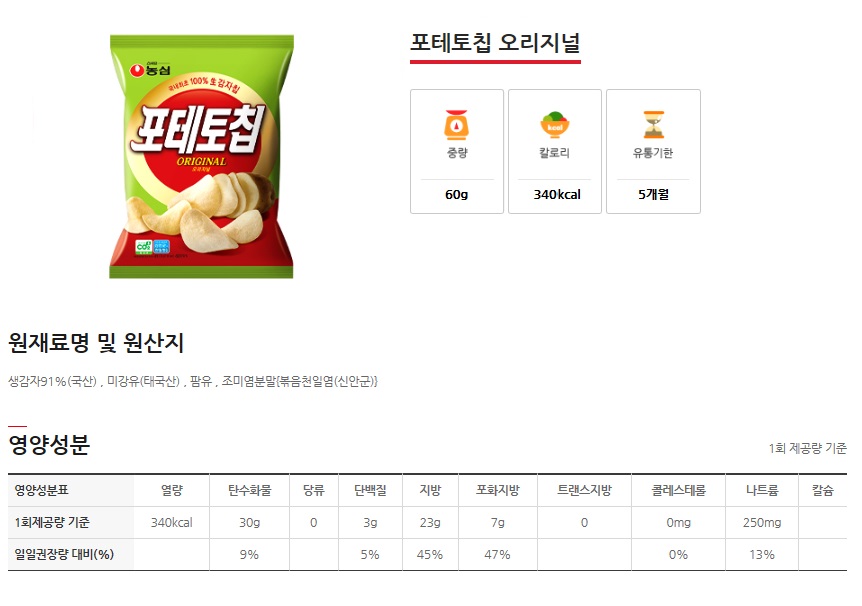 포테토칩 오리지널
농심
국내최초 100% 生감자칩
포테토칩
ORIGINAL
오리지널
중량
칼로리
유통기한
kcal
60g
340kcal
5개월
원재료명 및 원산지
생감자91%(국산) , 미강유(태국산) , 팜유 , 조미염분말{볶음천일염(신안군)}
영양성분
1회 제공량 기준
영양성분표 열량 탄수화물 당류 단백질 지방 포화지방 트랜스지방 콜레스테롤 나트륨 칼슘
1회제공량 기준 340kcal 30g 0 3g 23g 7g 0 0mg 250mg
일일권장량 대비(%) 9% 5% 45% 47% 0% 13%